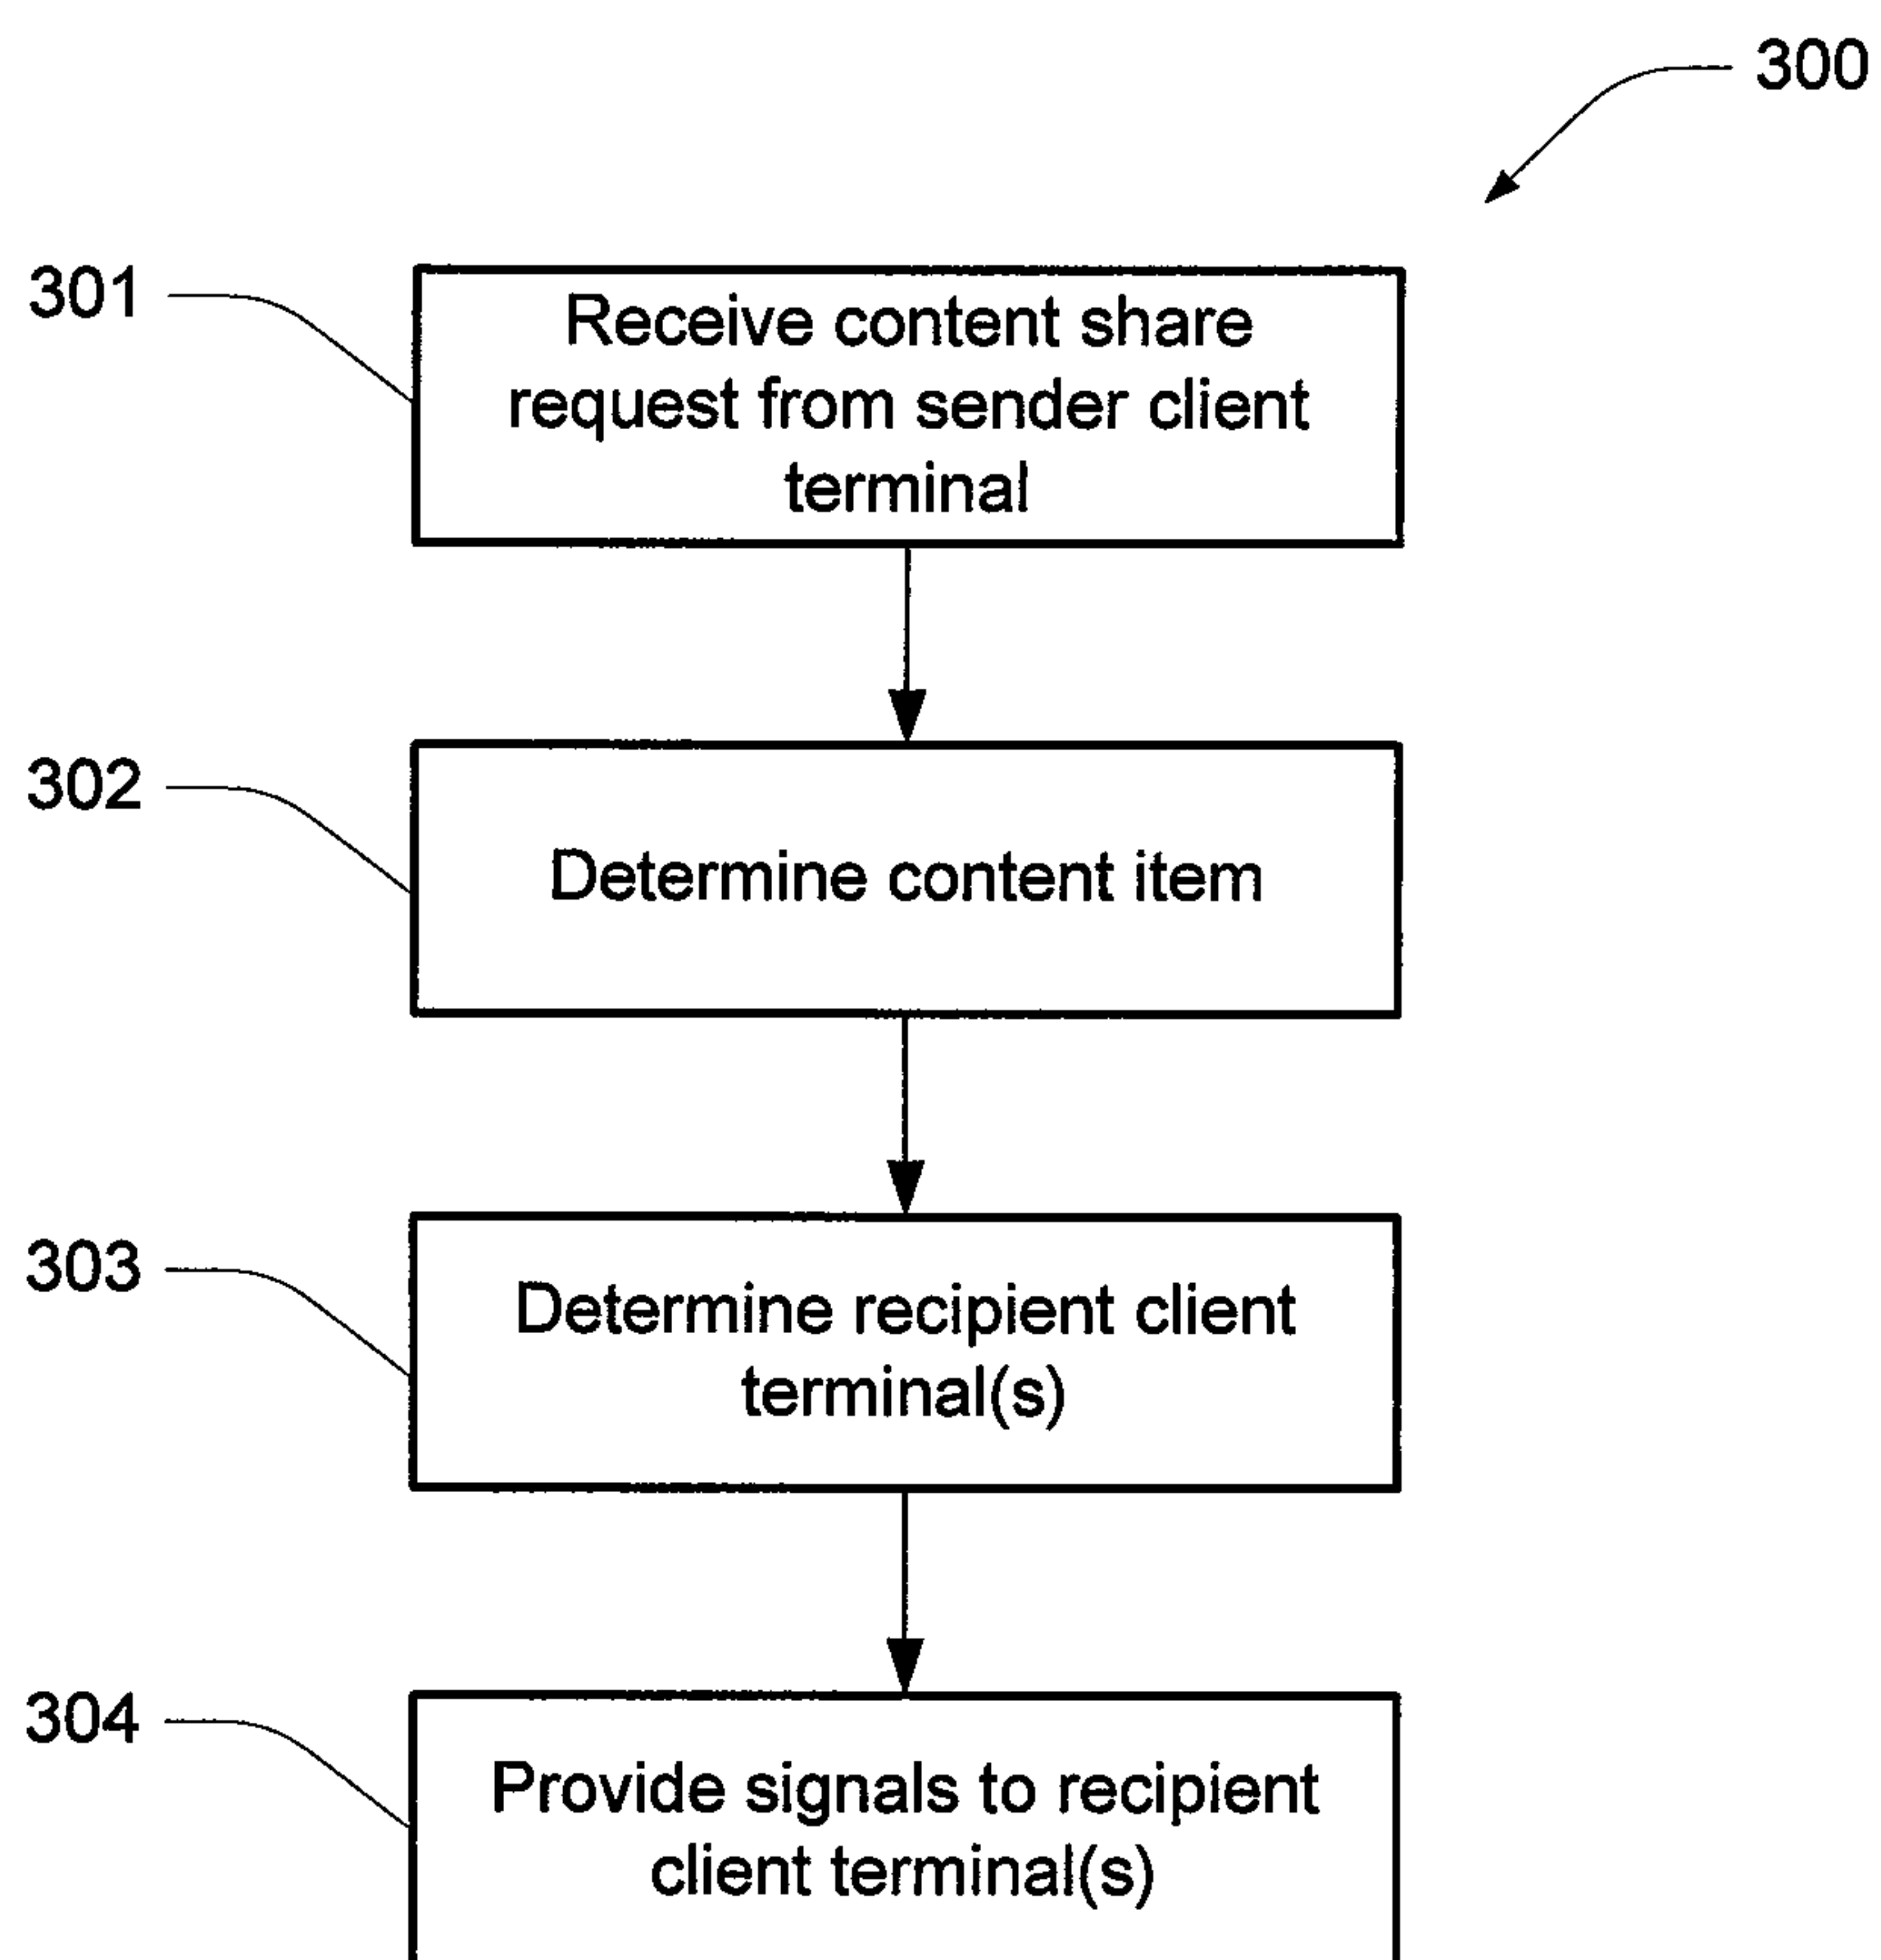 300
301
Receive content share
request from sender client
terminal
302
Determine content item
303
Determine recipient client
terminal(s)
304
Provide signals to recipient
client terminal(s)